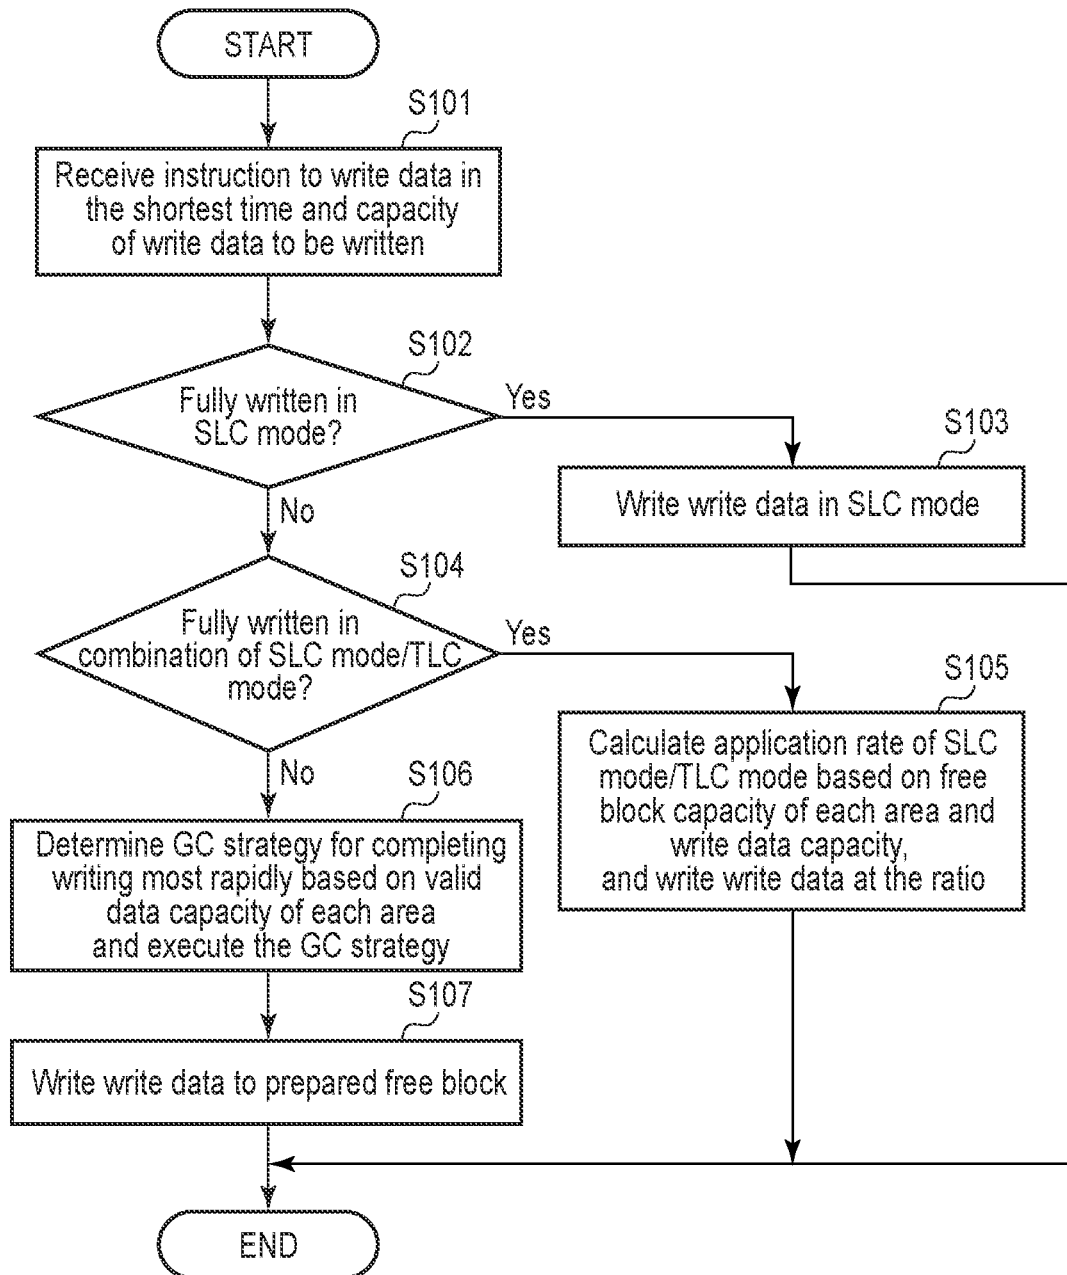 START
S101
Receive instruction to write data in
the shortest time and capacity
of write data to be written
S102
Fully written in
SLC mode?
Yes
No
S103
Write write data in SLC mode
S104
Fully written in
combination of SLC mode/TLC
mode?
Yes
No
S105
Calculate application rate of SLC
mode/TLC mode based on free
block capacity of each area and
write data capacity,
and write write data at the ratio
S106
Determine GC strategy for completing
writing most rapidly based on valid
data capacity of each area
and execute the GC strategy
S107
Write write data to prepared free block
END